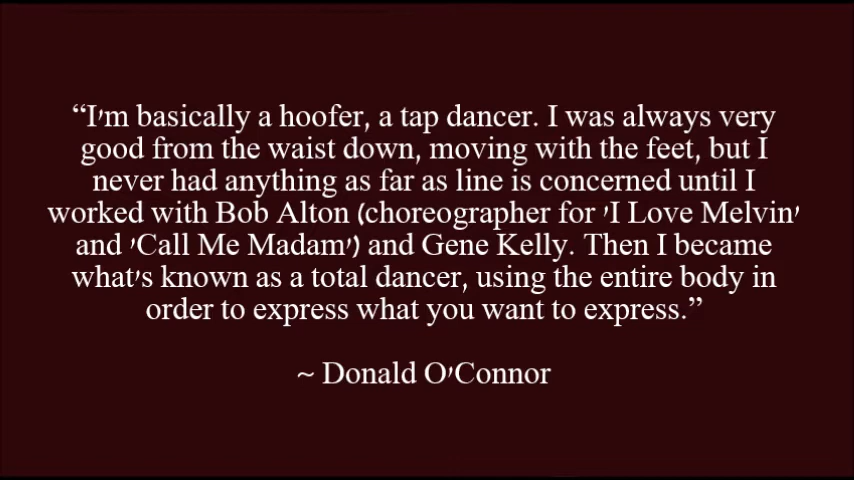 “I'm basically a hoofer, a tap dancer. I was always very
good from the waist down, moving with the feet, but I
never had anything as far as line is concerned until I
worked with Bob Alton (choreographer for 'I Love Melvin'
and 'Call Me Madam') and Gene Kelly. Then I became
what's known as a total dancer, using the entire body in
order to express what you want to express.”
~ Donald O'Connor